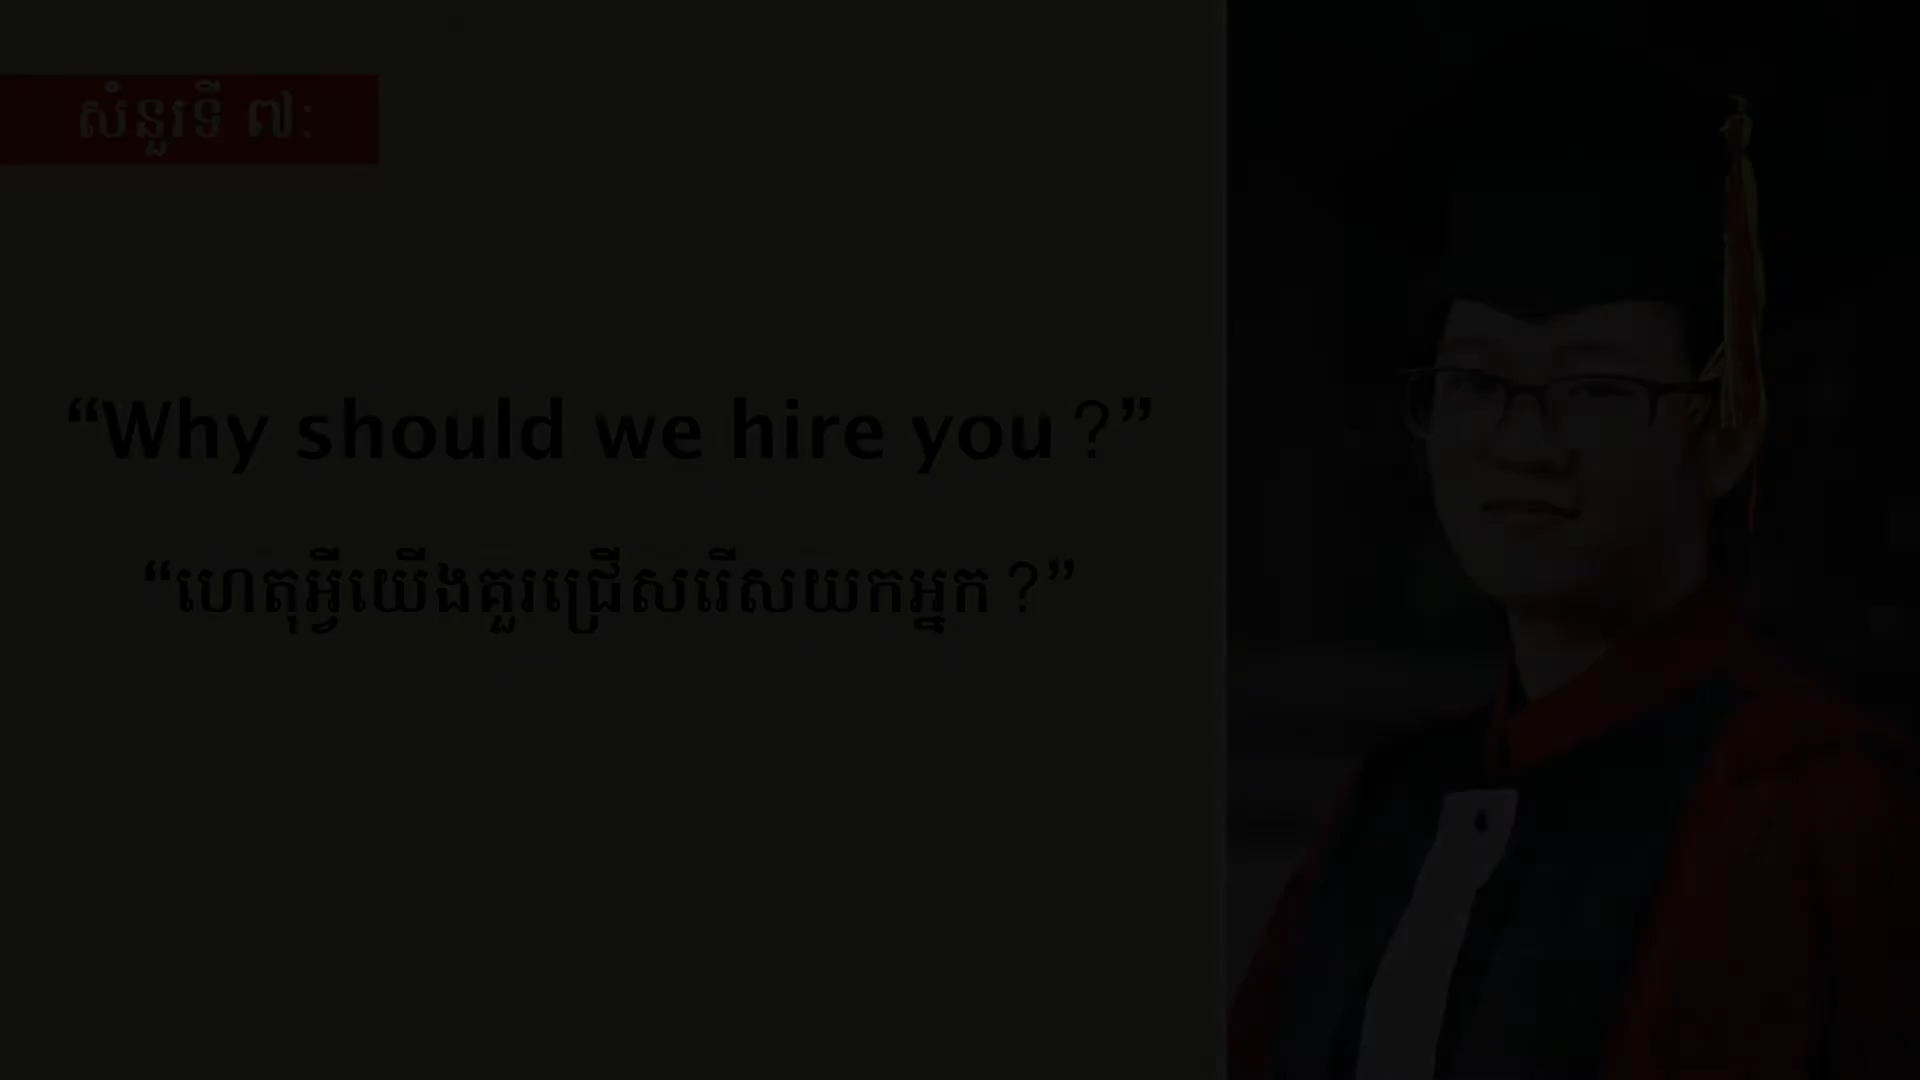 សំនួរទី ៧:
“Why should we hire you?”
“ហេតុអ្វីយើងគួរជ្រើសរើសយកអ្នក?”